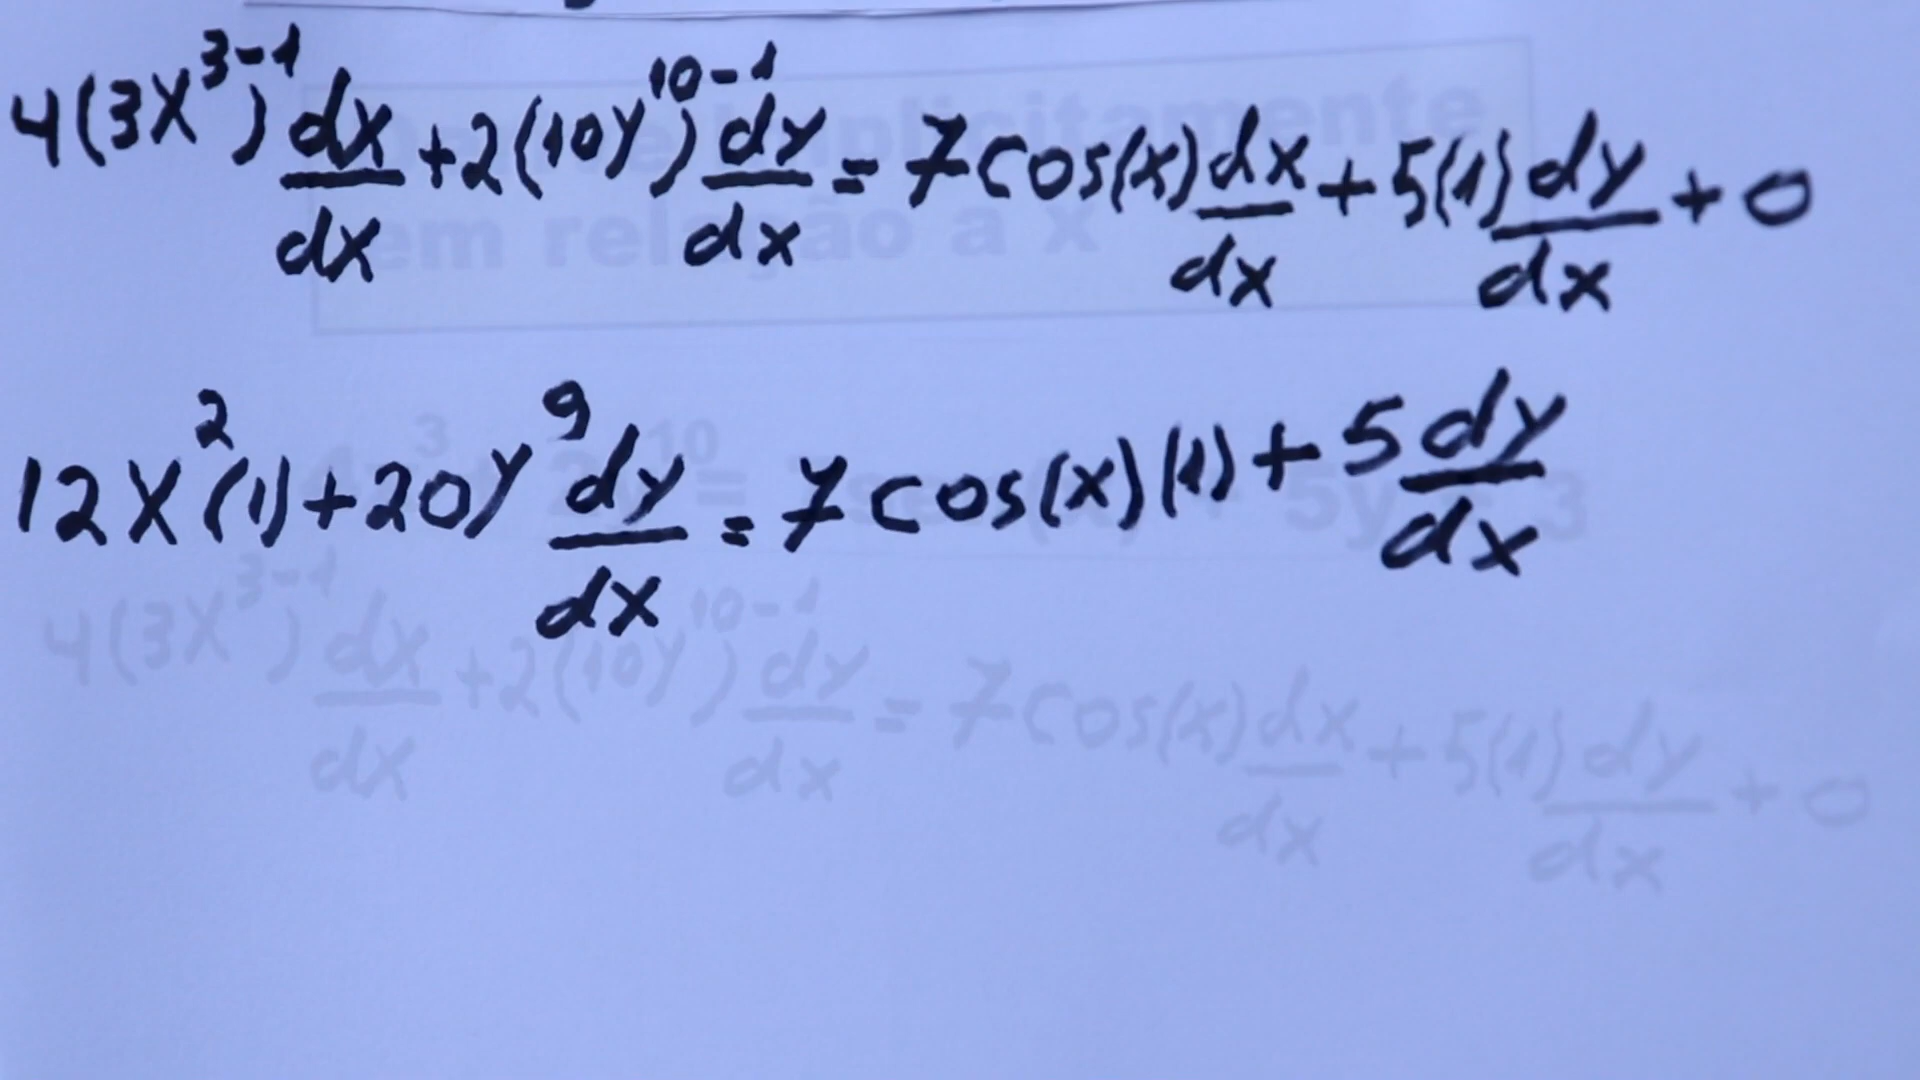 4(3x^{3-1}) dx/dx + 2(10y^{10-1}) dy/dx = 7cos(x) dx/dx + 5(1) dy/dx + 0
12x^2(1) + 20y^9 dy/dx = 7cos(x)(1) + 5 dy/dx